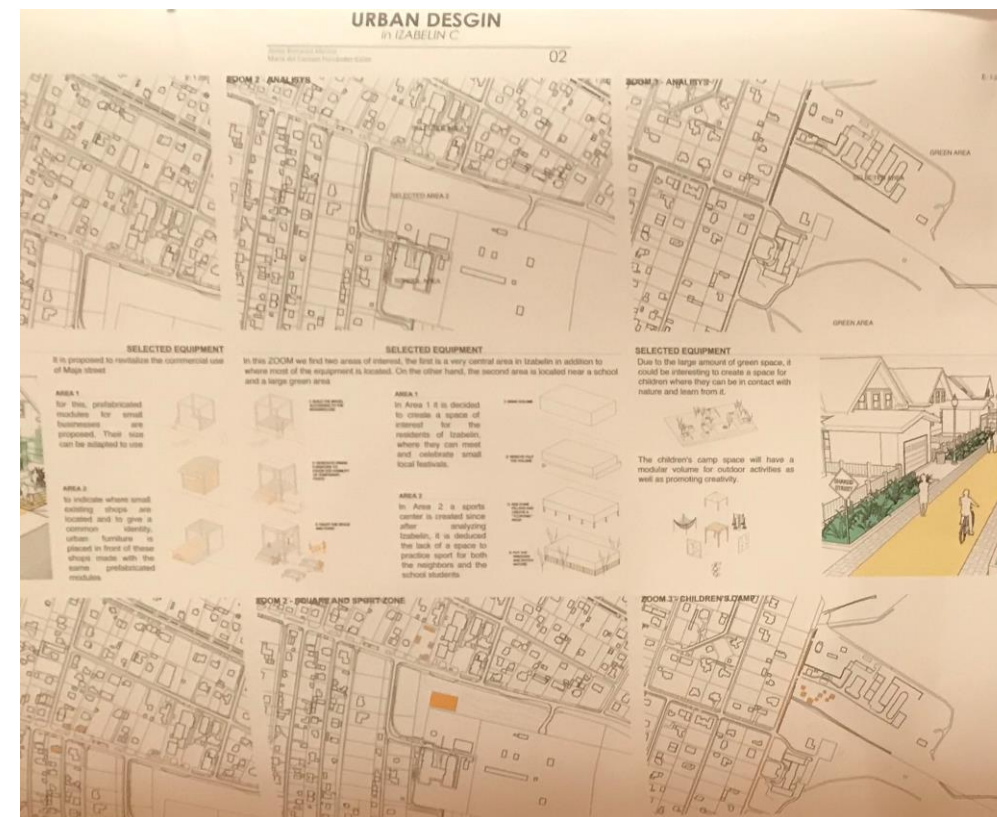 URBAN DESGIN
in IZABELIN C
02
ZOOM 2 - ANALISYS
SELECTED AREA 2
ZOOM 3 - ANALISYS
GREEN AREA
SELECTED AREA
GREEN AREA
SELECTED EQUIPMENT
It is proposed to revitalize the commercial use
of Maja street
AREA 1
for this, prefabricated
modules for small
businesses are
proposed. Their size
can be adapted to use
AREA 2:
to indicate where small
existing shops are
located and to give a
common identity,
urban furniture is
placed in front of these
shops made with the
same prefabricated
modules
SELECTED EQUIPMENT
In this ZOOM we find two areas of interest, the first is a very central area in Izabelin in addition to
where most of the equipment is located. On the other hand, the second area is located near a school
and a large green area
AREA 1
In Area 1 it is decided
to create a space of
interest for the
residents of Izabelin,
where they can meet
and celebrate small
local festivals.
AREA 2
In Area 2 a sports
center is created since
after analyzing
Izabelin, it is deduced
the lack of a space to
practice sport for both
the neighbors and the
school students
SELECTED EQUIPMENT
Due to the large amount of green space, it
could be interesting to create a space for
children where they can be in contact with
nature and learn from it.
The children's camp space will have a
modular volume for outdoor activities as
well as promoting creativity.
ZOOM 2 - SQUARE AND SPORT ZONE
ZOOM 3 - CHILDREN'S CAMP